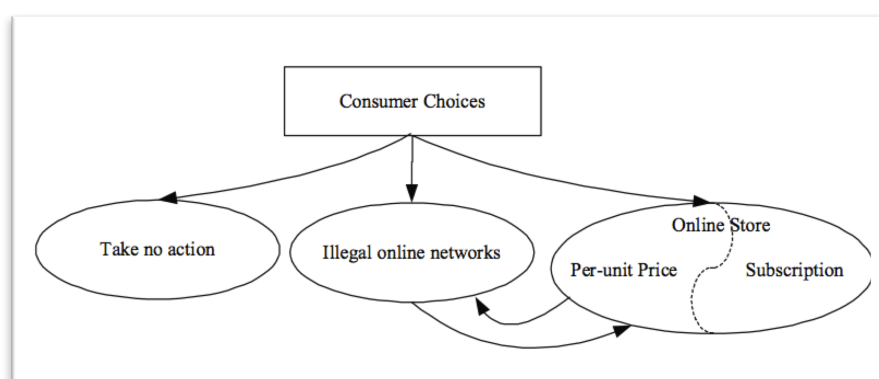 Consumer Choices
Take no action
Illegal online networks
Online Store
Per-unit Price
Subscription